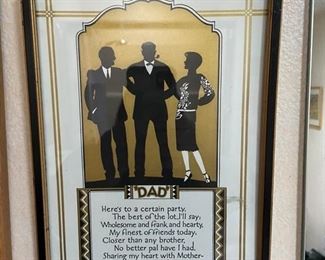 "DAD"
Here's to a certain party,
The best of the lot, I'll say;
Wholesome and frank and hearty,
My finest of friends today.
Closer than any brother,
No better pal have I had,
Sharing my heart with Mother-